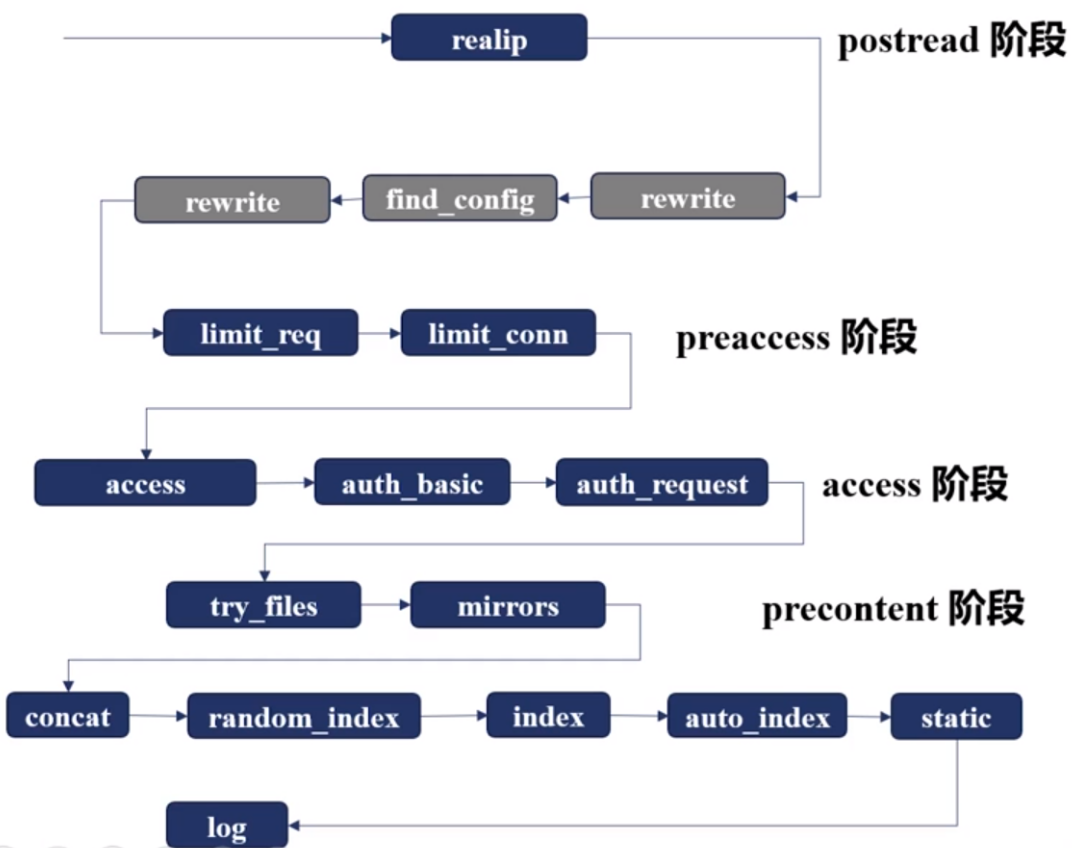 realip
postread 阶段
rewrite find_config rewrite
limit_req limit_conn preaccess 阶段
access auth_basic auth_request access 阶段
try_files mirrors precontent 阶段
concat random_index index auto_index static
log